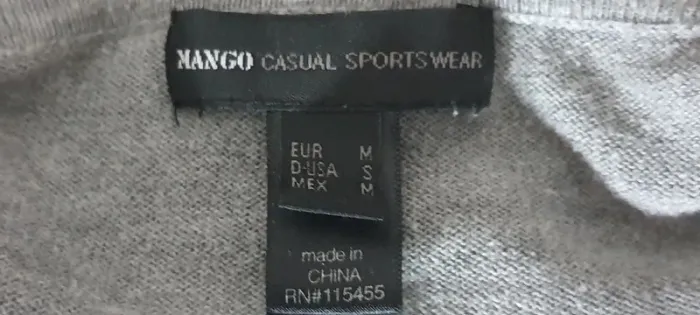 MANGO CASUAL SPORTSWEAR
EUR M
D-USA S
MEX M
made in
CHINA
RN#115455